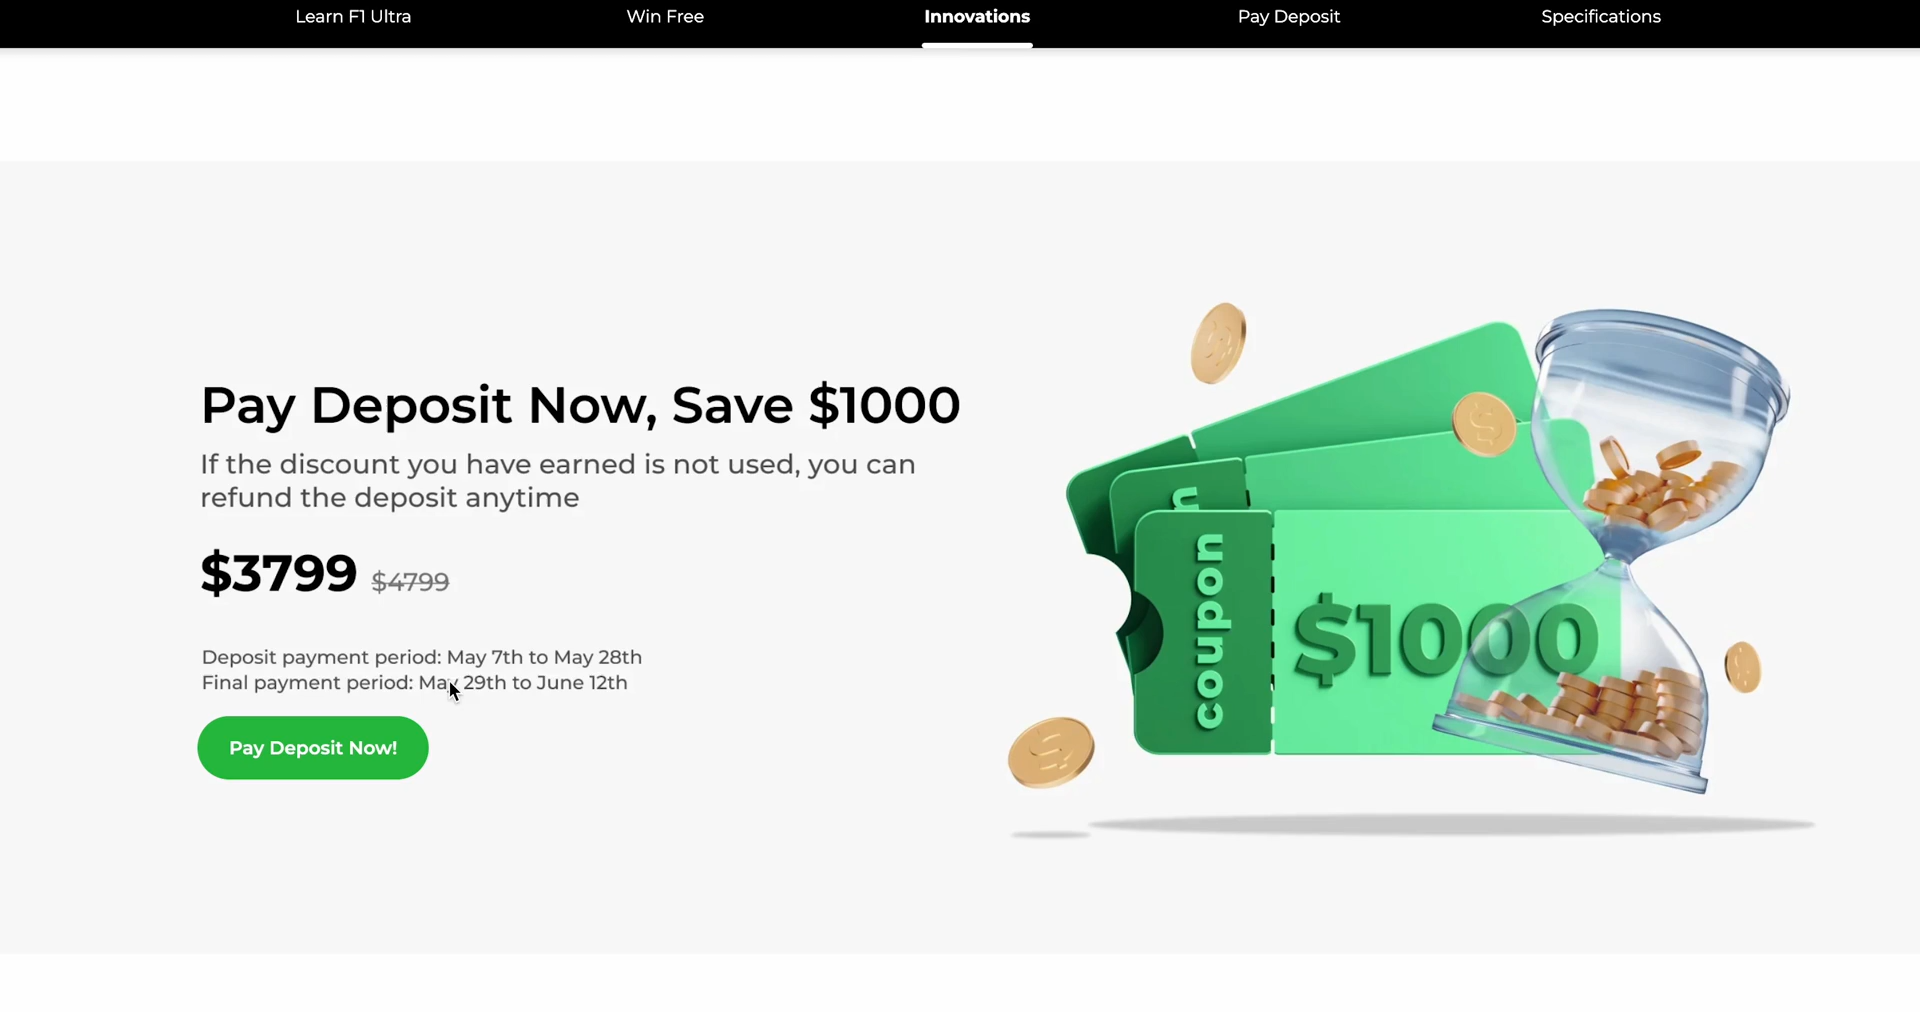 Learn F1 Ultra
Win Free
Innovations
Pay Deposit
Specifications
Pay Deposit Now, Save $1000
If the discount you have earned is not used, you can
refund the deposit anytime
$3799 $4799
Deposit payment period: May 7th to May 28th
Final payment period: May 29th to June 12th
Pay Deposit Now!
n
coupon
$1000